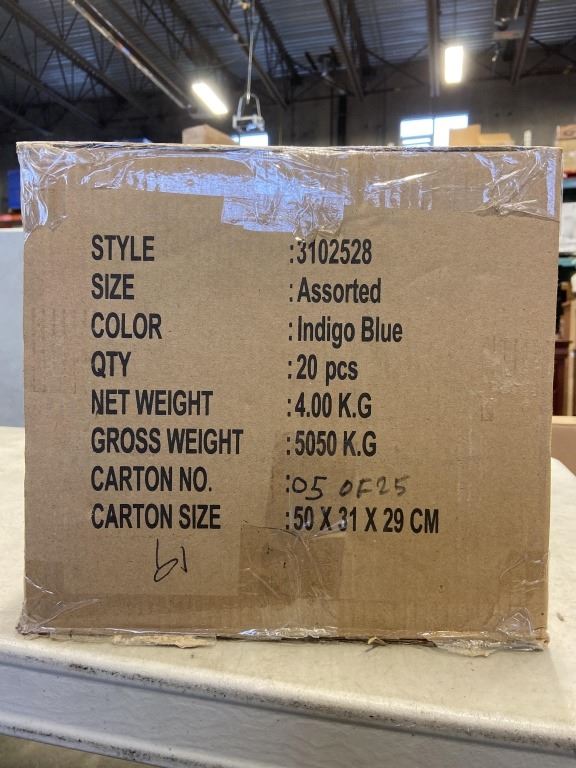 STYLE :3102528
SIZE :Assorted
COLOR :Indigo Blue
QTY :20 pcs
NET WEIGHT :4.00 K.G
GROSS WEIGHT :5050 K.G
CARTON NO. :05 OF 25
CARTON SIZE :50 X 31 X 29 CM